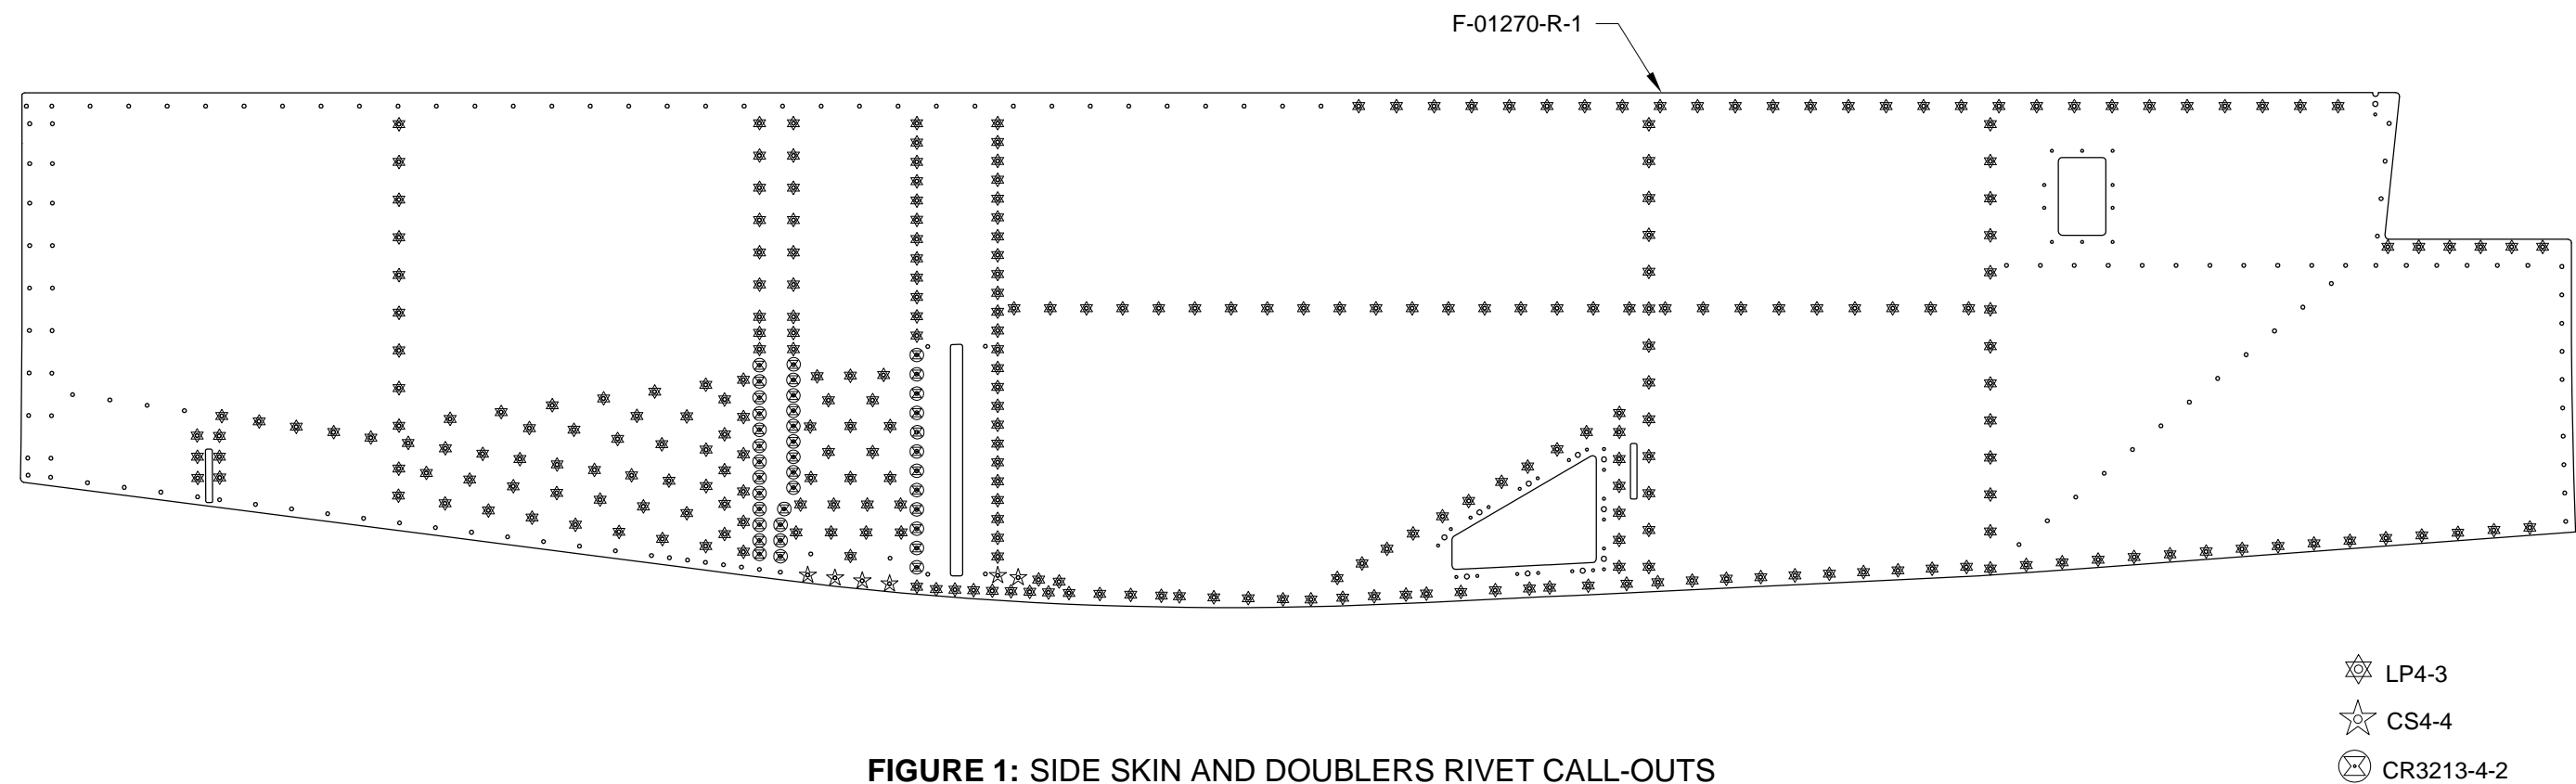 F-01270-R-1
LP4-3
CS4-4
CR3213-4-2
FIGURE 1: SIDE SKIN AND DOUBLERS RIVET CALL-OUTS